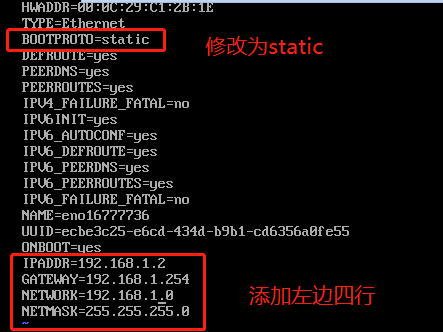 HWADDR=00:0C:29:C1:2B:1E
TYPE=Ethernet
BOOTPROTO=static
修改为static
DEFROUTE=yes
PEERDNS=yes
PEERROUTES=yes
IPV4_FAILURE_FATAL=no
IPV6INIT=yes
IPV6_AUTOCONF=yes
IPV6_DEFROUTE=yes
IPV6_PEERDNS=yes
IPV6_PEERROUTES=yes
IPV6_FAILURE_FATAL=no
NAME=eno16777736
UUID=ecbe3c25-e6cd-434d-b9b1-cd6356a0fe55
ONBOOT=yes
IPADDR=192.168.1.2
GATEWAY=192.168.1.254
NETWORK=192.168.1.0
NETMASK=255.255.255.0
添加左边四行
~